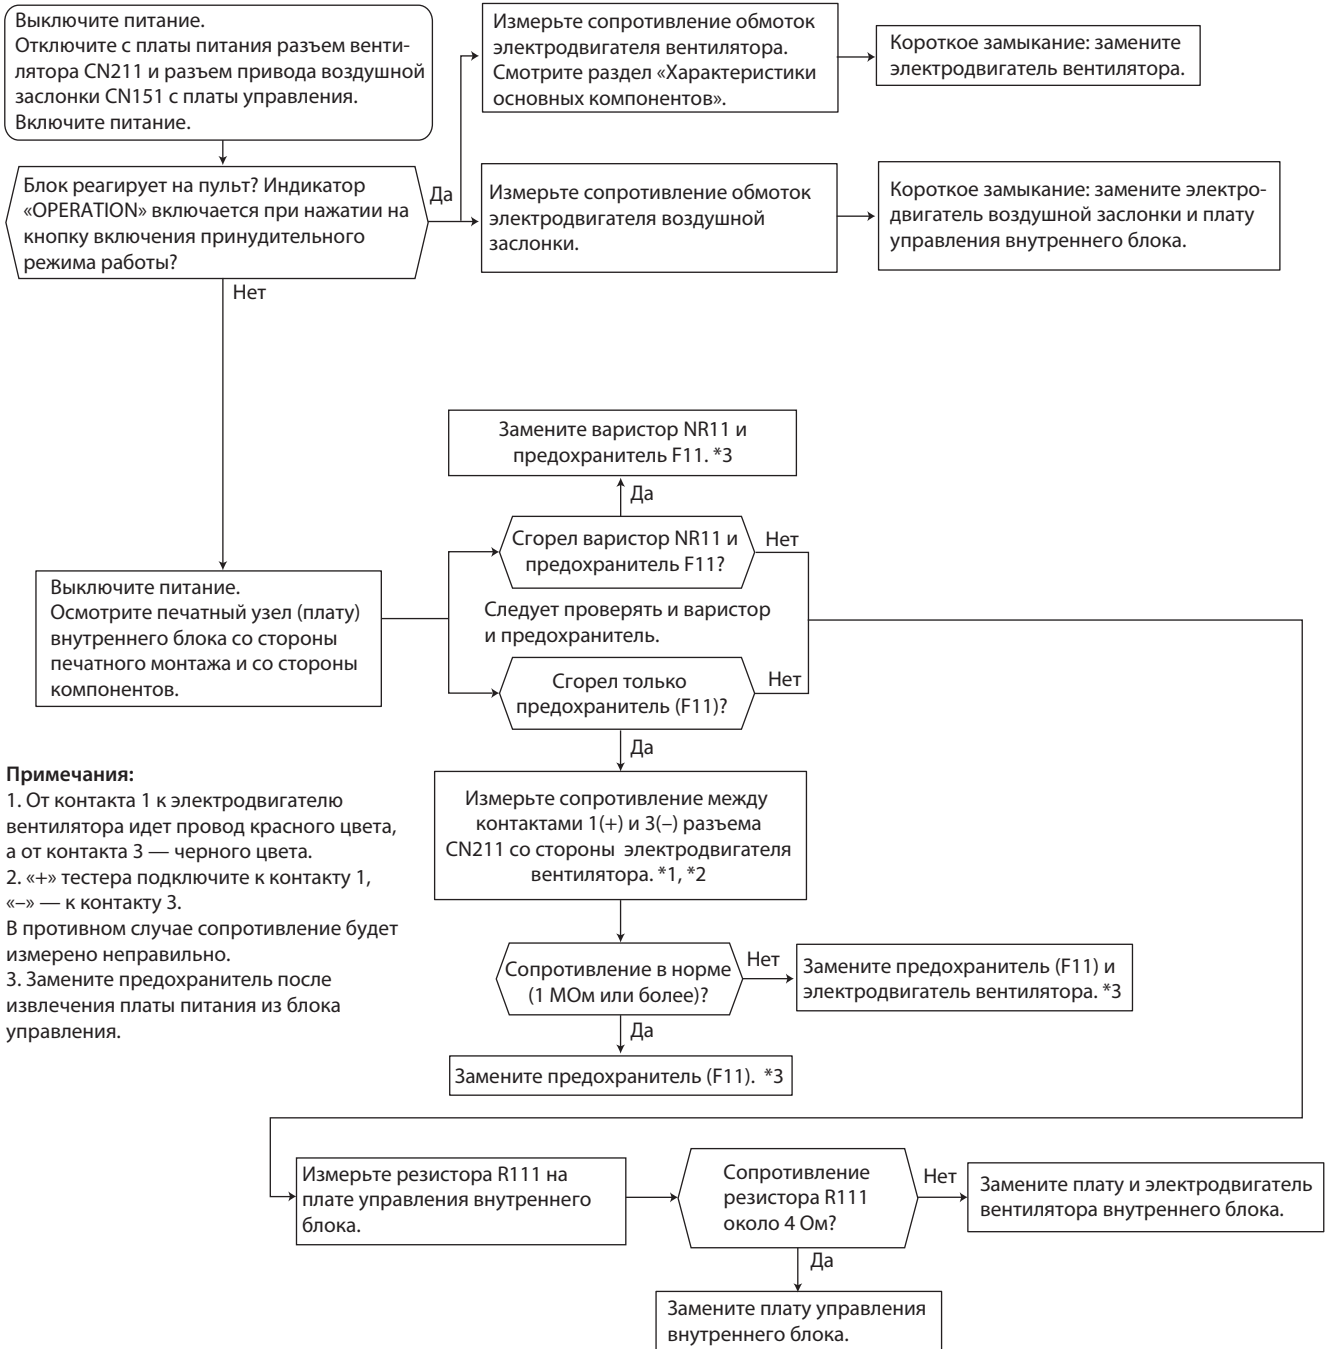 Выключите питание.
Отключите с платы питания разъем венти-
лятора CN211 и разъем привода воздушной
заслонки CN151 с платы управления.
Включите питание.
Измерьте сопротивление обмоток
электродвигателя вентилятора.
Смотрите раздел «Характеристики
основных компонентов».
Короткое замыкание: замените
электродвигатель вентилятора.
Блок реагирует на пульт? Индикатор
«OPERATION» включается при нажатии на
кнопку включения принудительного
режима работы?
Да
Измерьте сопротивление обмоток
электродвигателя воздушной
заслонки.
Короткое замыкание: замените электро-
двигатель воздушной заслонки и плату
управления внутреннего блока.
Нет
Замените варистор NR11 и
предохранитель F11. *3
Да
Сгорел варистор NR11 и
предохранитель F11?
Нет
Выключите питание.
Осмотрите печатный узел (плату)
внутреннего блока со стороны
печатного монтажа и со стороны
компонентов.
Следует проверять и варистор
и предохранитель.
Сгорел только
предохранитель (F11)?
Нет
Да
Примечания:
1. От контакта 1 к электродвигателю
вентилятора идет провод красного цвета,
а от контакта 3 — черного цвета.
2. «+» тестера подключите к контакту 1,
«–» — к контакту 3.
В противном случае сопротивление будет
измерено неправильно.
3. Замените предохранитель после
извлечения платы питания из блока
управления.
Измерьте сопротивление между
контактами 1(+) и 3(–) разъема
CN211 со стороны электродвигателя
вентилятора. *1, *2
Сопротивление в норме
(1 МОм или более)?
Нет
Замените предохранитель (F11) и
электродвигатель вентилятора. *3
Да
Замените предохранитель (F11). *3
Измерьте резистора R111 на
плате управления внутреннего
блока.
Сопротивление
резистора R111
около 4 Ом?
Нет
Замените плату и электродвигатель
вентилятора внутреннего блока.
Да
Замените плату управления
внутреннего блока.